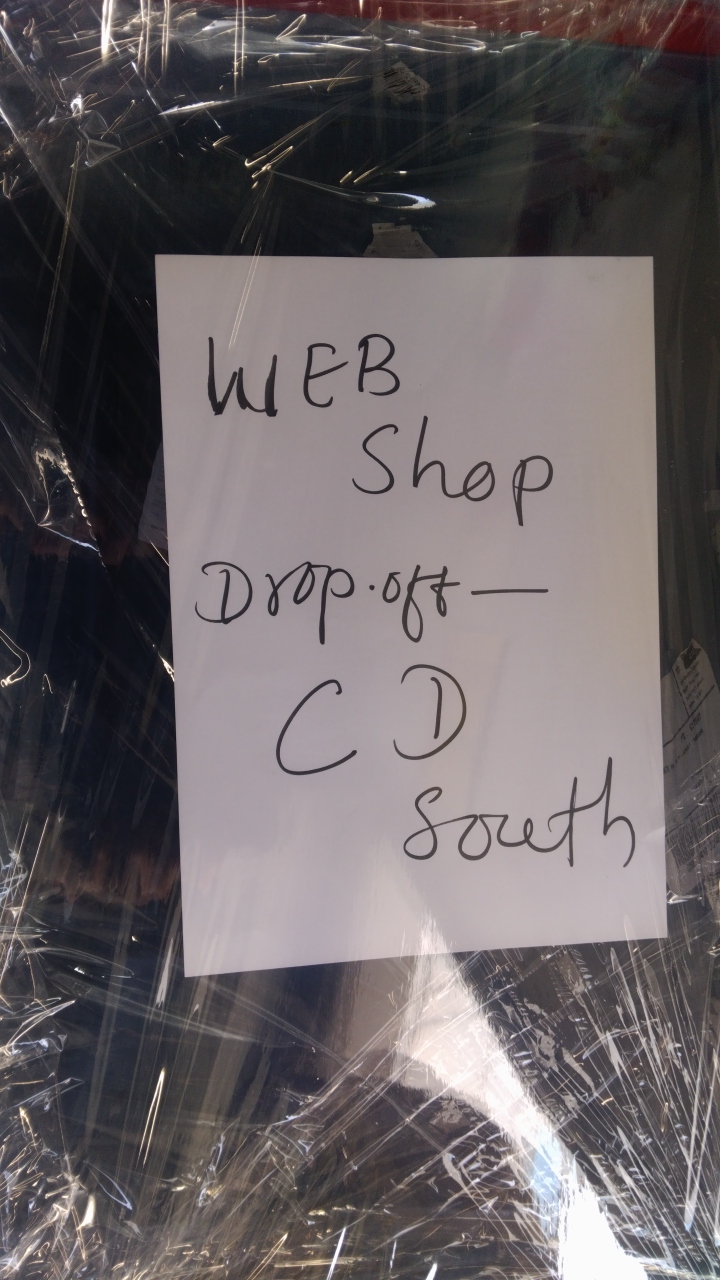 WEB
Shop
Drop.off —
C D
South